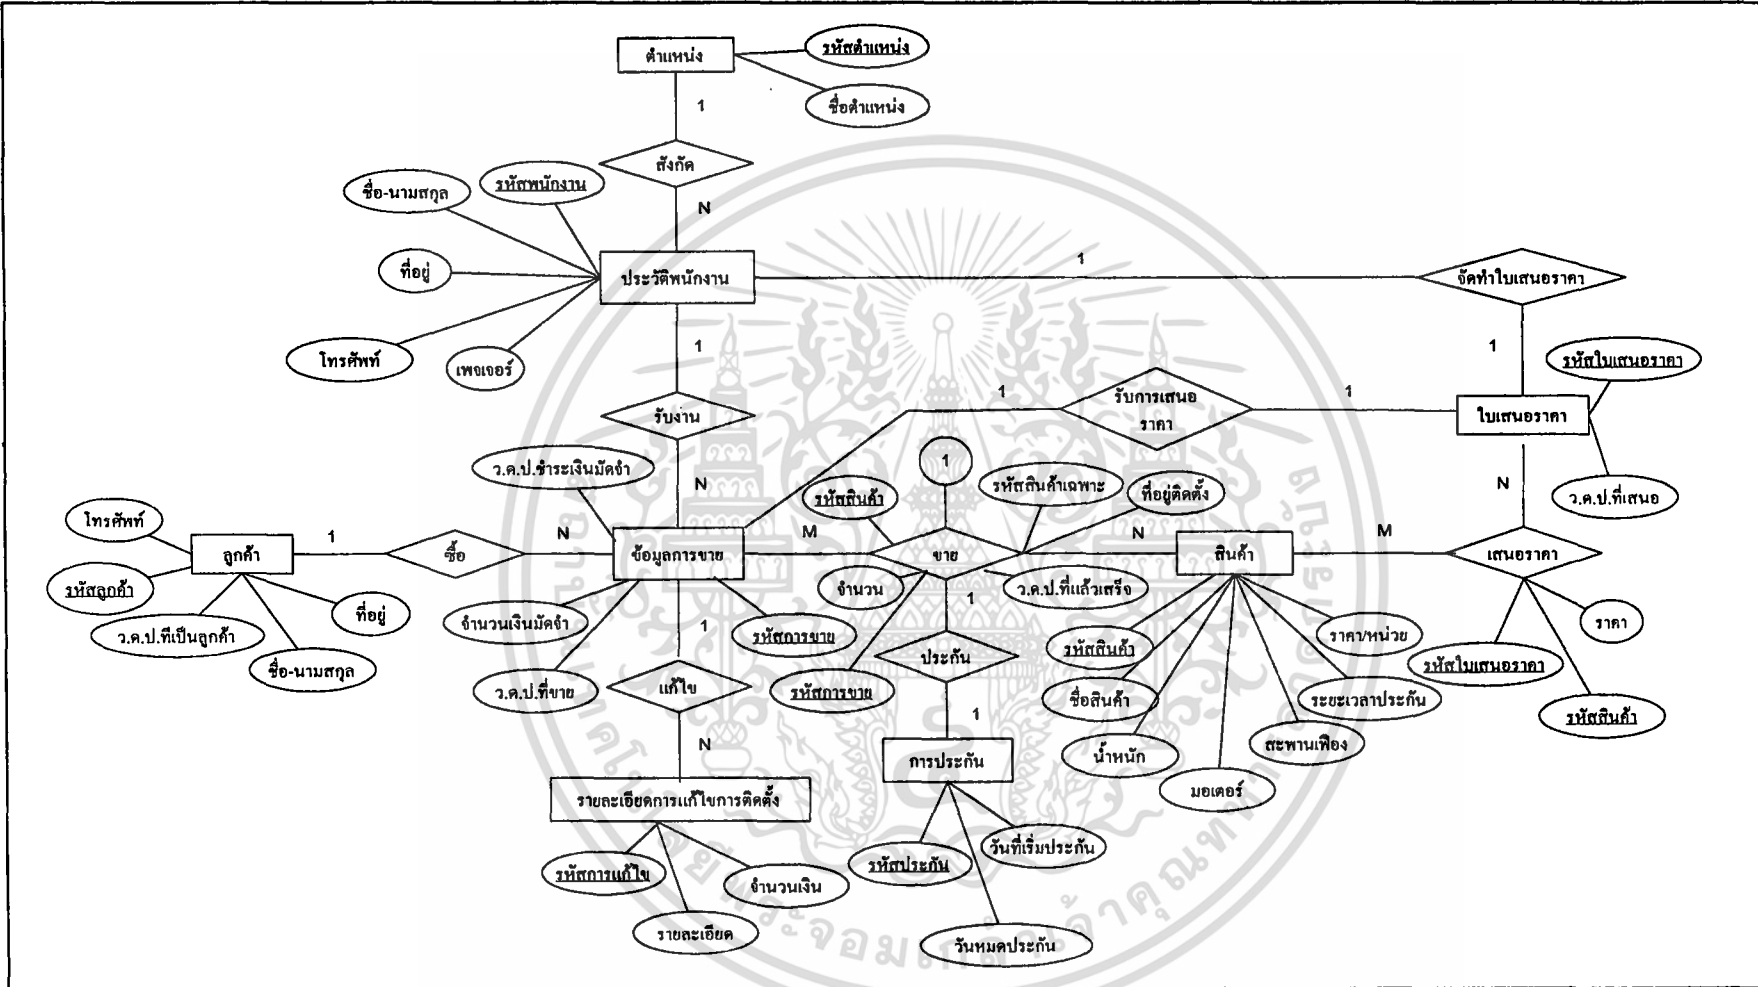 ตำแหน่ง
รหัสตำแหน่ง
ชื่อตำแหน่ง
1
สังกัด
ชื่อ-นามสกุล
รหัสพนักงาน
N
ที่อยู่
ประวัติพนักงาน
1
จัดทำใบเสนอราคา
โทรศัพท์
เพจเจอร์
1
1
รหัสใบเสนอราคา
รับงาน
1
รับการเสนอ
ราคา
1
ใบเสนอราคา
ว.ด.ป.ชำระเงินมัดจำ
1
รหัสสินค้า
รหัสสินค้าเฉพาะ
ที่อยู่ติดตั้ง
N
N
ว.ด.ป.ที่เสนอ
โทรศัพท์
ลูกค้า
1
ซื้อ
N
ข้อมูลการขาย
M
ขาย
N
สินค้า
M
เสนอราคา
รหัสลูกค้า
จำนวน
ว.ด.ป.ที่แล้วเสร็จ
ว.ด.ป.ที่เป็นลูกค้า
ที่อยู่
ชื่อ-นามสกุล
จำนวนเงินมัดจำ
1
รหัสการขาย
1
รหัสสินค้า
ราคา/หน่วย
ราคา
ว.ด.ป.ที่ขาย
แก้ไข
รหัสการขาย
ประกัน
ชื่อสินค้า
ระยะเวลาประกัน
รหัสใบเสนอราคา
รหัสสินค้า
N
1
น้ำหนัก
สะพานเฟือง
มอเตอร์
รายละเอียดการแก้ไขการติดตั้ง
การประกัน
รหัสการแก้ไข
จำนวนเงิน
รายละเอียด
รหัสประกัน
วันที่เริ่มประกัน
วันหมดประกัน
พระจอมเกล้าเจ้าคุณทหาร